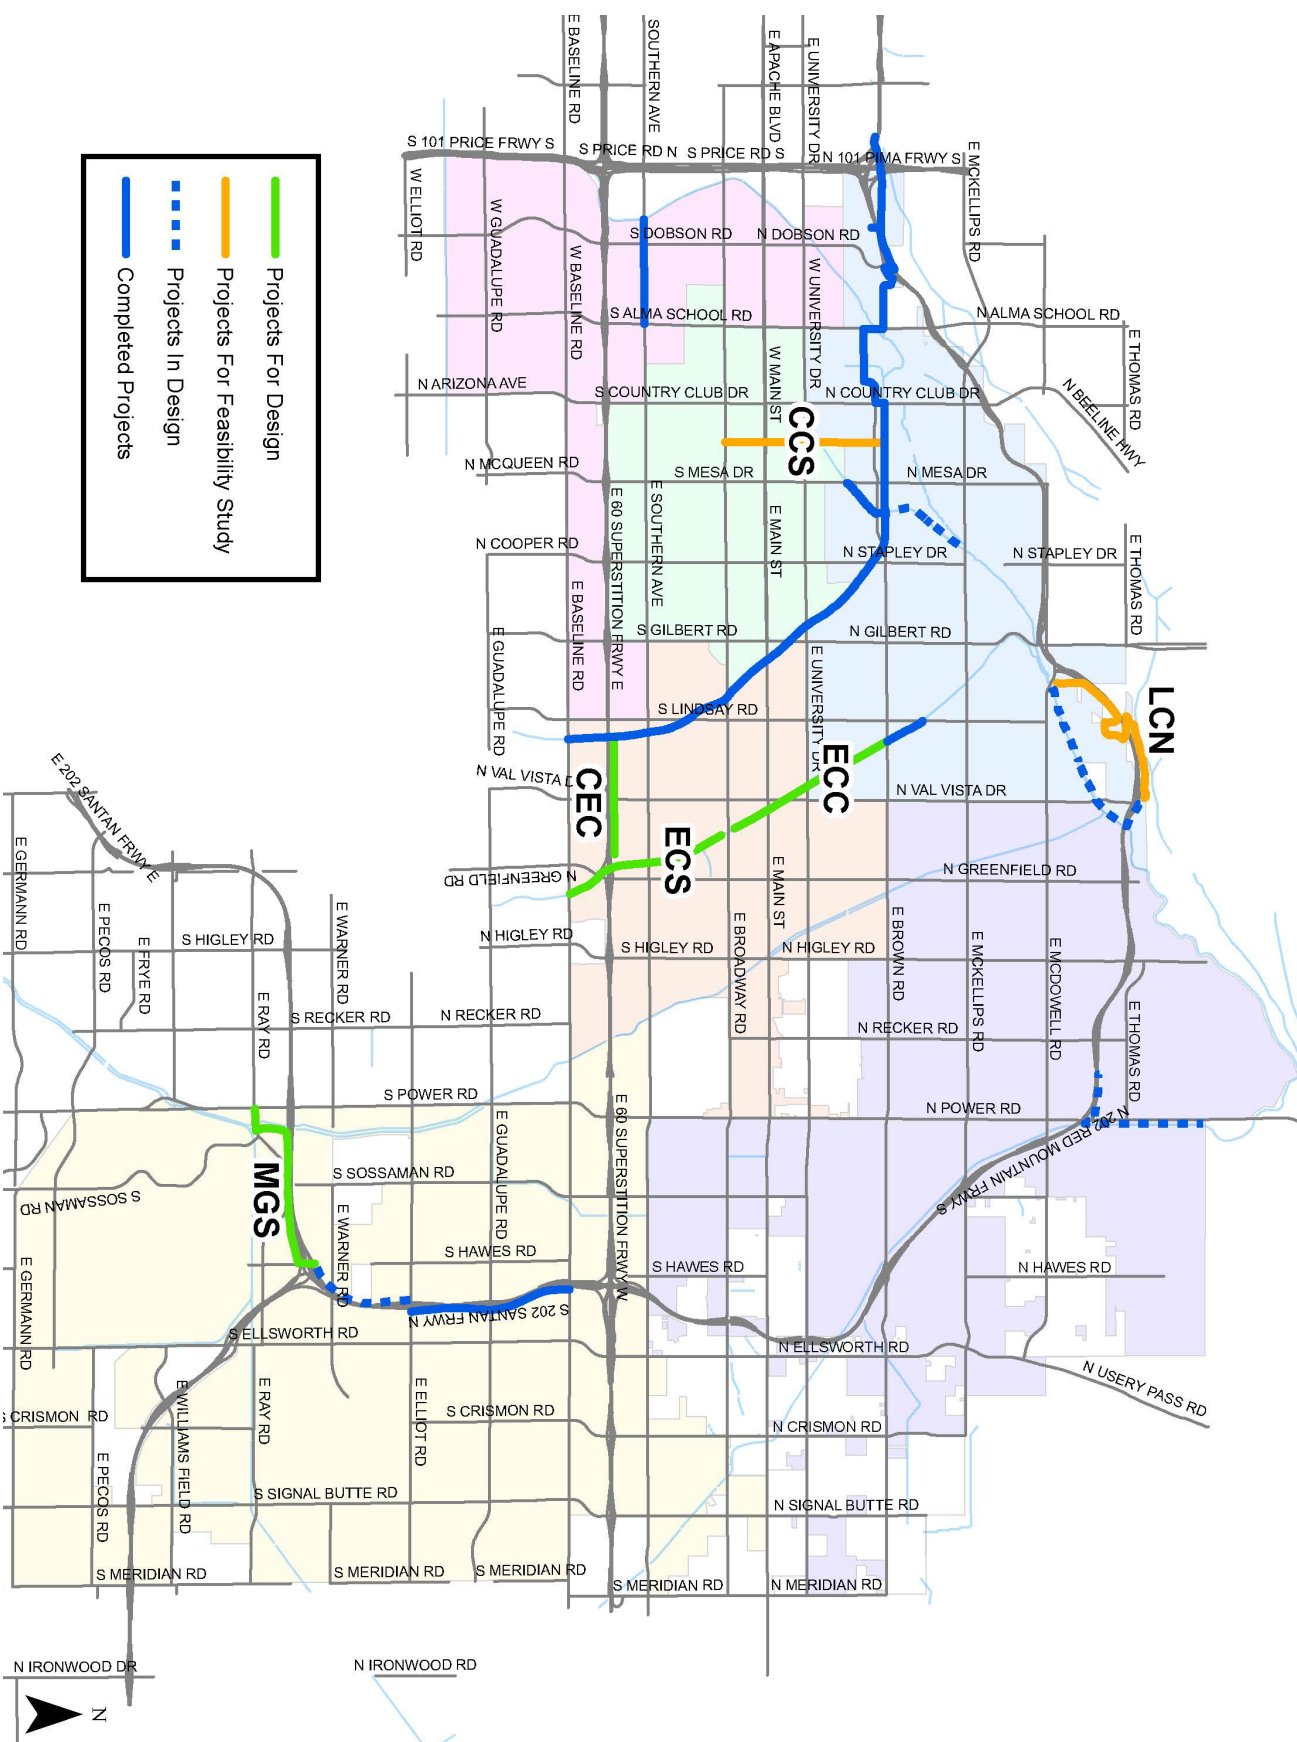 E BASELINE RD
SOUTHERN AVE
E APACHE BLVD
E UNIVERSITY DR
S 101 PRICE FRWY S
S PRICE RD N
S PRICE RD S
N 101 PIMA FRWY S
E MCKELLIPS RD
W ELLIOT RD
W GUADALUPE RD
W BASELINE RD
S DOBSON RD
N DOBSON RD
W UNIVERSITY DR
S ALMA SCHOOL RD
N ALMA SCHOOL RD
E THOMAS RD
N BEELINE HWY
W MAIN ST
N ARIZONA AVE
S COUNTRY CLUB DR
N COUNTRY CLUB DR
CCS
N MCQUEEN RD
S MESA DR
N MESA DR
E 60 SUPERSTITION FRWY E
E SOUTHERN AVE
E MAIN ST
N COOPER RD
N STAPLEY DR
N STAPLEY DR
E THOMAS RD
E BASELINE RD
E GUADALUPE RD
S GILBERT RD
N GILBERT RD
E UNIVERSITY DR
S LINDSAY RD
LCN
N VAL VISTA D
CEC
ECC
N VAL VISTA DR
ECS
E 202 SANTAN FRWY E
N GREENFIELD RD
N GREENFIELD RD
E MAIN ST
E GERMANN RD
E PECOS RD
E FRYE RD
S HIGLEY RD
E WARNER RD
N HIGLEY RD
S HIGLEY RD
E BROADWAY RD
N HIGLEY RD
E BROWN RD
E MCKELLIPS RD
E MCDOWELL RD
E THOMAS RD
E RAY RD
S RECKER RD
N RECKER RD
N RECKER RD
S POWER RD
E GUADALUPE RD
E 60 SUPERSTITION FRWY W
N POWER RD
N 202 RED MOUNTAIN FRWY S
MGS
S SOSSAMAN RD
S SOSSAMAN RD
E WARNER RD
S HAWES RD
S HAWES RD
N HAWES RD
E GERMANN RD
S 202 SANTAN FRWY N
S ELLSWORTH RD
N ELLSWORTH RD
N USERY PASS RD
S CRISMON RD
E WILLIAMS FIELD RD
E RAY RD
E ELLIOT RD
S CRISMON RD
N CRISMON RD
E PECOS RD
S SIGNAL BUTTE RD
N SIGNAL BUTTE RD
S MERIDIAN RD
S MERIDIAN RD
S MERIDIAN RD
S MERIDIAN RD
N MERIDIAN RD
N IRONWOOD DR
N IRONWOOD RD
N
Projects For Design
Projects For Feasibility Study
Projects In Design
Completed Projects